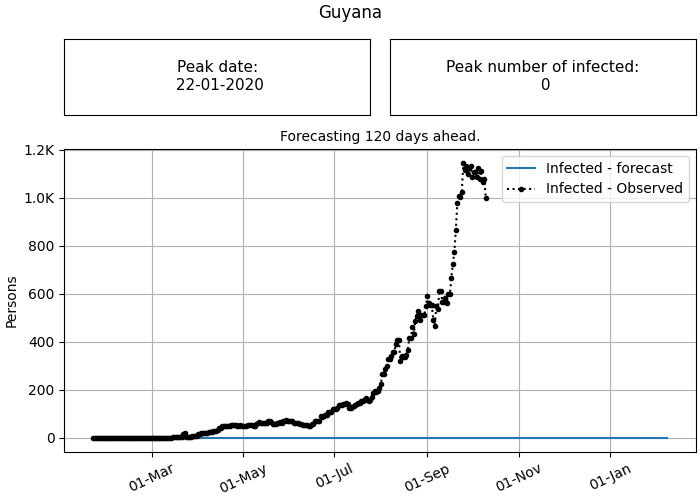 Guyana
Peak date:
22-01-2020
Peak number of infected:
0
Forecasting 120 days ahead.
Infected - forecast
Infected - Observed
Persons
1.2K
1.0K
800
600
400
200
0
01-Mar
01-May
01-Jul
01-Sep
01-Nov
01-Jan